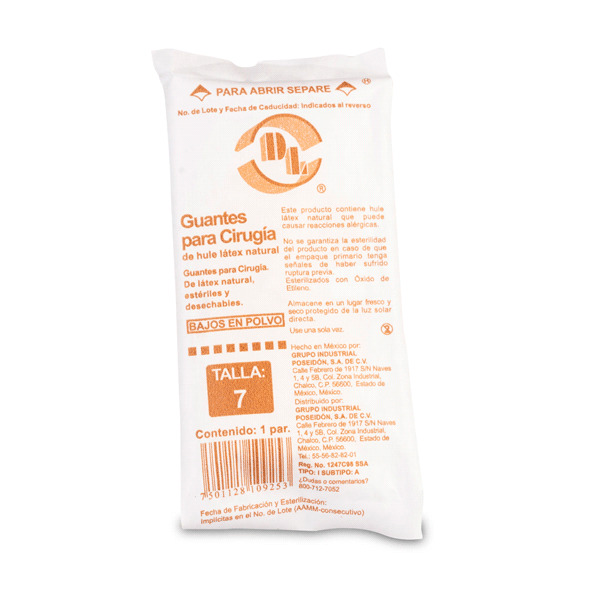 PARA ABRIR SEPARE
®
No. de Lote y Fecha de Caducidad: Indicados al reverso
DL
®
Guantes
para Cirugía
de hule látex natural
Guantes para Cirugía.
De látex natural,
estériles y
desechables.
BAJOS EN POLVO
TALLA:
7
Contenido: 1 par.
7501128109253
Este producto contiene hule
látex natural que puede
causar reacciones alérgicas.
No se garantiza la esterilidad
del producto en caso de que
el empaque primario tenga
señales de haber sufrido
ruptura previa.
Esterilizados con Óxido de
Etileno.
Almacene en un lugar fresco y
seco protegido de la luz solar
directa.
Use una sola vez.
2
Hecho en México por:
GRUPO INDUSTRIAL
POSEIDÓN, S.A. DE C.V.
Calle Febrero de 1917 S/N Naves
1, 4 y 5B, Col. Zona Industrial,
Chalco, C.P. 56600, Estado de
México, México.
Distribuido por:
GRUPO INDUSTRIAL
POSEIDÓN, S.A. DE C.V.
Calle Febrero de 1917 S/N Naves
1, 4 y 5B, Col. Zona Industrial,
Chalco, C.P. 56600, Estado de
México, México.
Tel.: 55-56-82-82-01
Reg. No. 1247C98 SSA
TIPO: I SUBTIPO: A
¿Dudas o comentarios?
800-712-7052
Fecha de Fabricación y Esterilización:
Implícitas en el No. de Lote (AAMM-consecutivo)